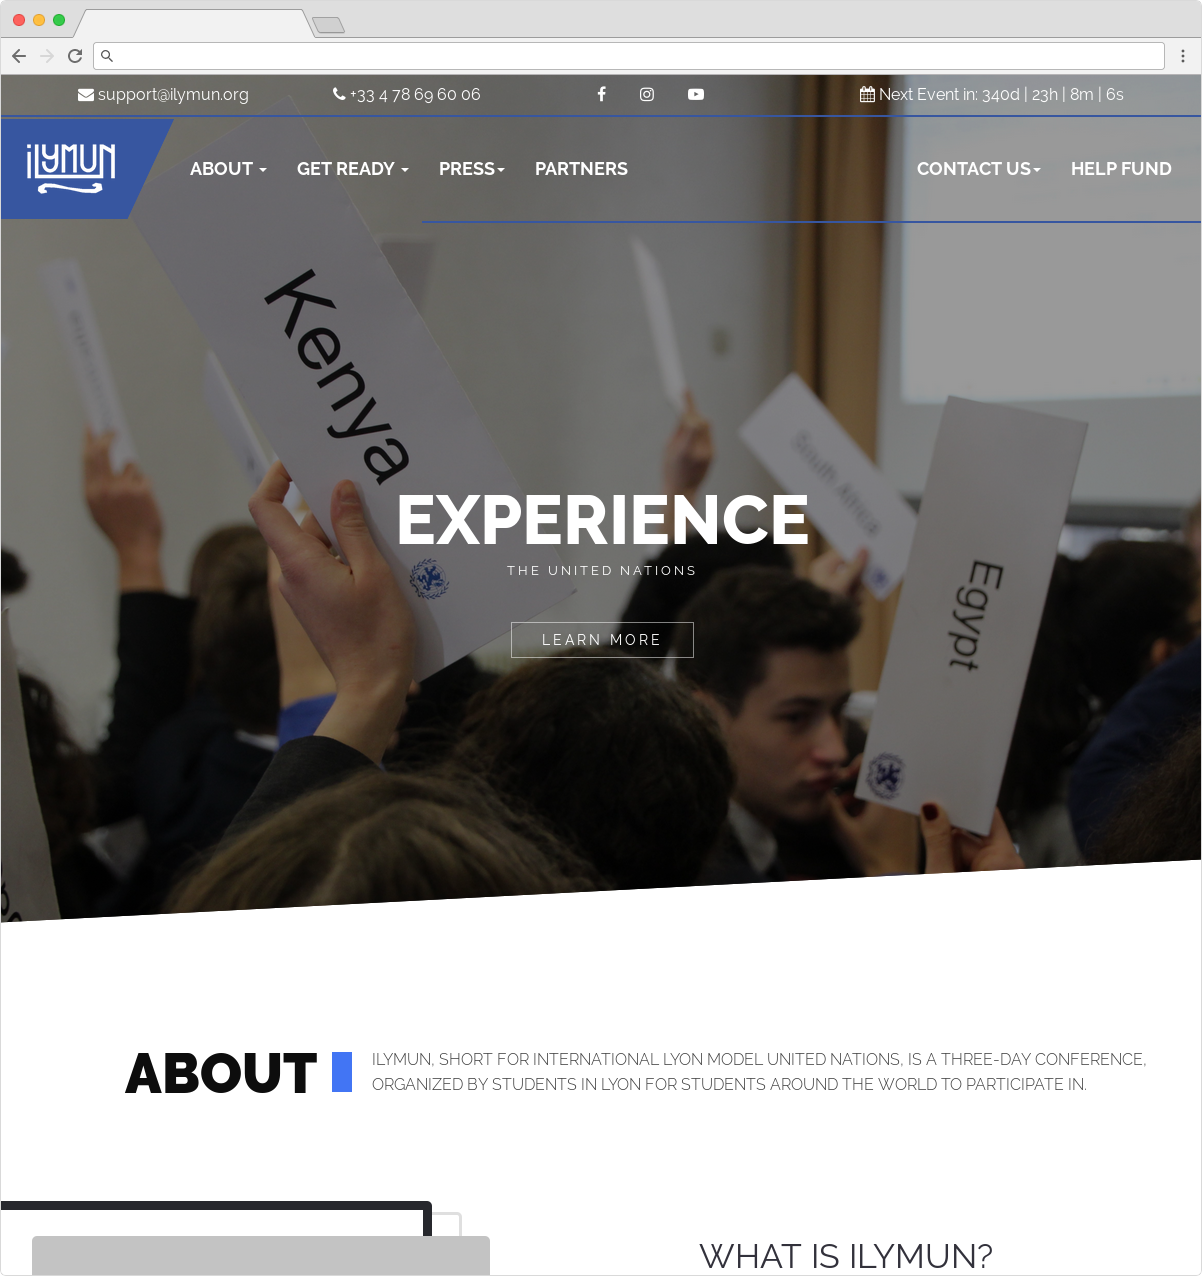 support@ilymun.org
+33 4 78 69 60 06
Next Event in: 340d | 23h | 8m | 6s
iLYMUN
ABOUT
GET READY
PRESS
PARTNERS
CONTACT US
HELP FUND
Kenya
South Africa
Egypt
EXPERIENCE
THE UNITED NATIONS
LEARN MORE
ABOUT
ILYMUN, SHORT FOR INTERNATIONAL LYON MODEL UNITED NATIONS, IS A THREE-DAY CONFERENCE,
ORGANIZED BY STUDENTS IN LYON FOR STUDENTS AROUND THE WORLD TO PARTICIPATE IN.
WHAT IS ILYMUN?